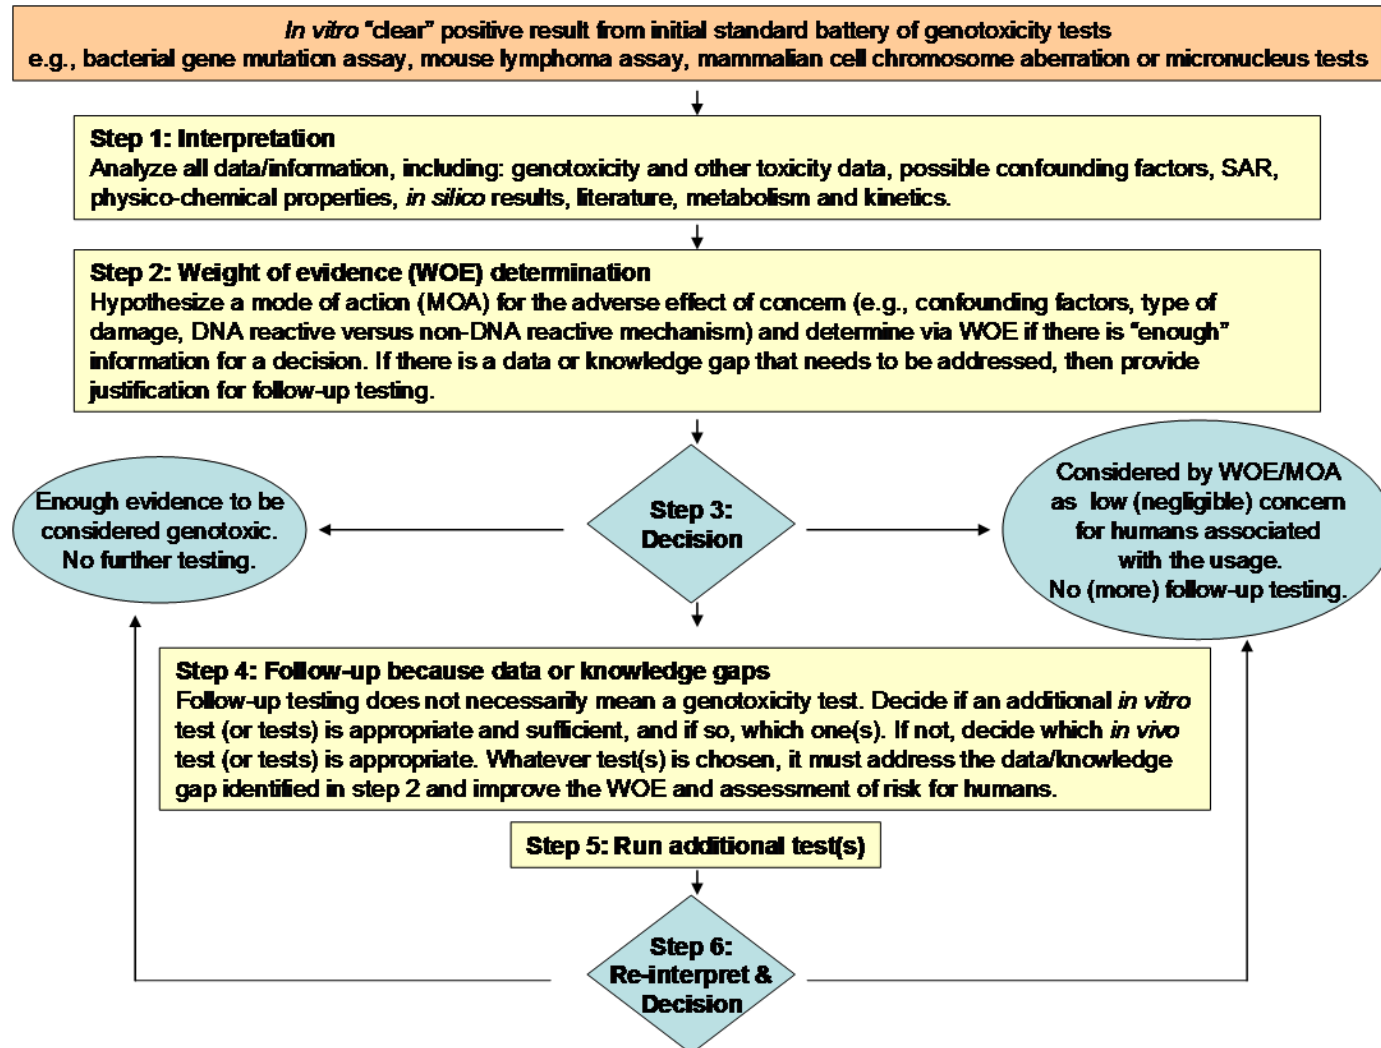 In vitro "clear" positive result from initial standard battery of genotoxicity tests
e.g., bacterial gene mutation assay, mouse lymphoma assay, mammalian cell chromosome aberration or micronucleus tests
Step 1: Interpretation
Analyze all data/information, including: genotoxicity and other toxicity data, possible confounding factors, SAR,
physico-chemical properties, in silico results, literature, metabolism and kinetics.
Step 2: Weight of evidence (WOE) determination
Hypothesize a mode of action (MOA) for the adverse effect of concern (e.g., confounding factors, type of
damage, DNA reactive versus non-DNA reactive mechanism) and determine via WOE if there is "enough"
information for a decision. If there is a data or knowledge gap that needs to be addressed, then provide
justification for follow-up testing.
Enough evidence to be
considered genotoxic.
No further testing.
Step 3:
Decision
Considered by WOE/MOA
as low (negligible) concern
for humans associated
with the usage.
No (more) follow-up testing.
Step 4: Follow-up because data or knowledge gaps
Follow-up testing does not necessarily mean a genotoxicity test. Decide if an additional in vitro
test (or tests) is appropriate and sufficient, and if so, which one(s). If not, decide which in vivo
test (or tests) is appropriate. Whatever test(s) is chosen, it must address the data/knowledge
gap identified in step 2 and improve the WOE and assessment of risk for humans.
Step 5: Run additional test(s)
Step 6:
Re-interpret &
Decision